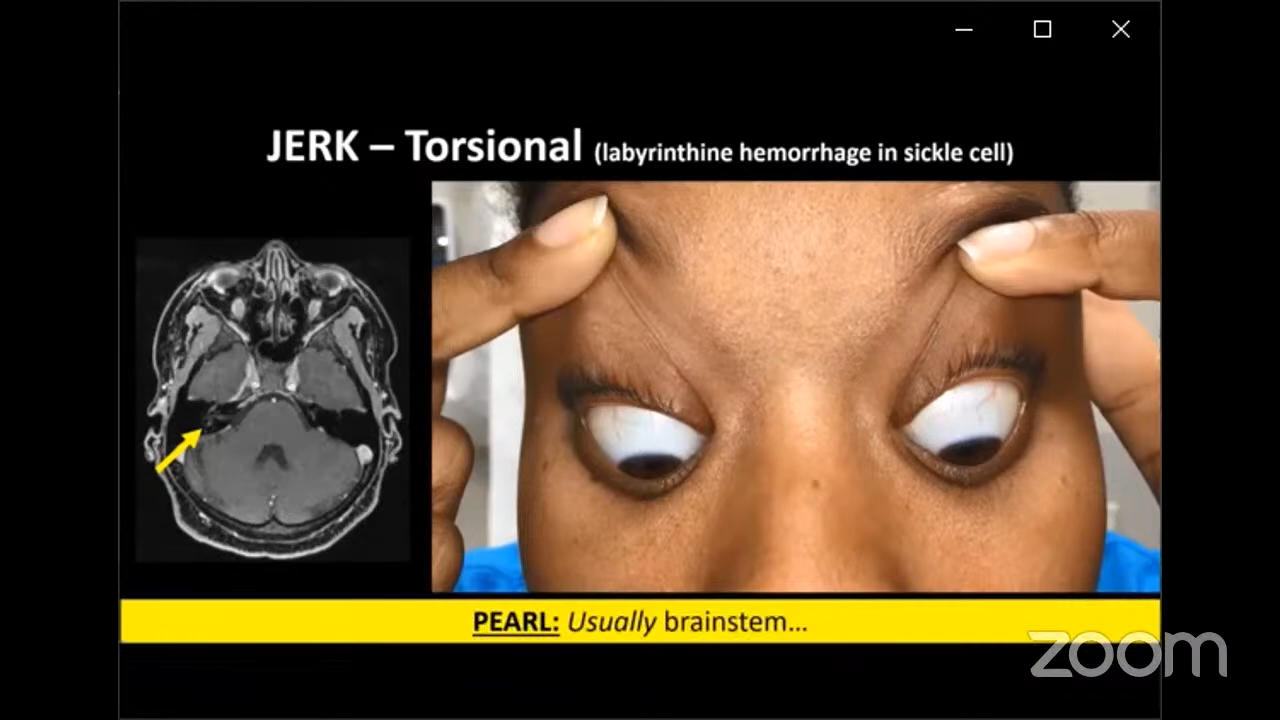 JERK – Torsional (labyrinthine hemorrhage in sickle cell)
PEARL: Usually brainstem...
zoom